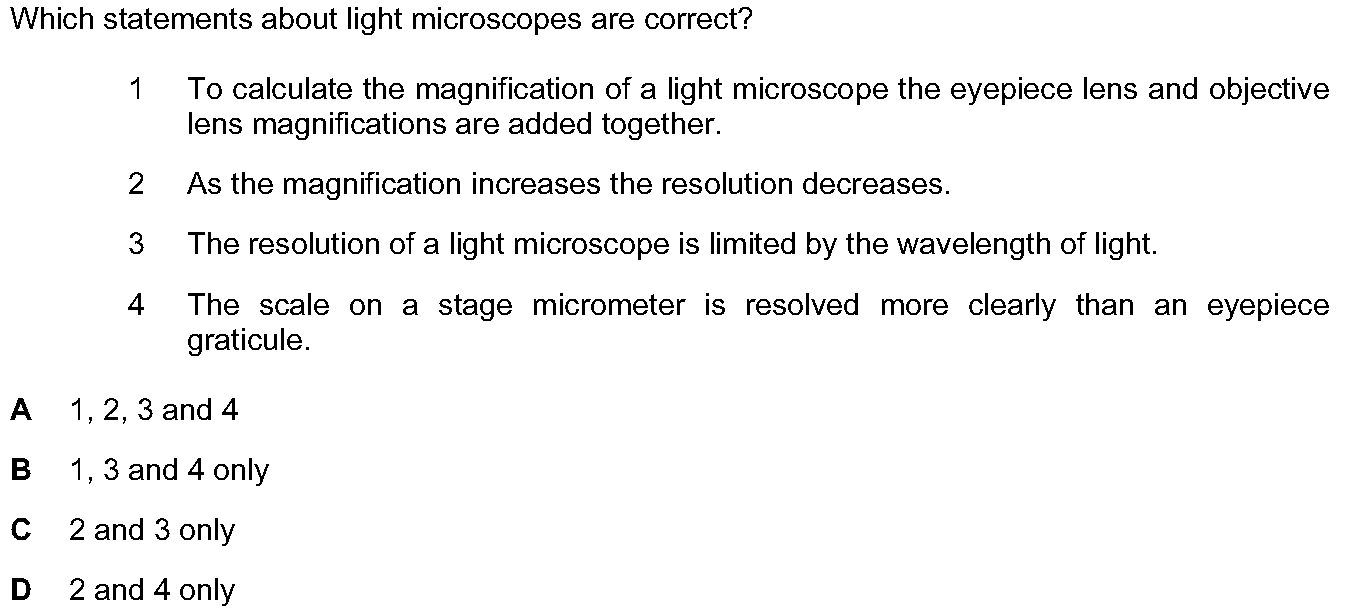 Which statements about light microscopes are correct?
1 To calculate the magnification of a light microscope the eyepiece lens and objective
lens magnifications are added together.
2 As the magnification increases the resolution decreases.
3 The resolution of a light microscope is limited by the wavelength of light.
4 The scale on a stage micrometer is resolved more clearly than an eyepiece
graticule.
A 1, 2, 3 and 4
B 1, 3 and 4 only
C 2 and 3 only
D 2 and 4 only